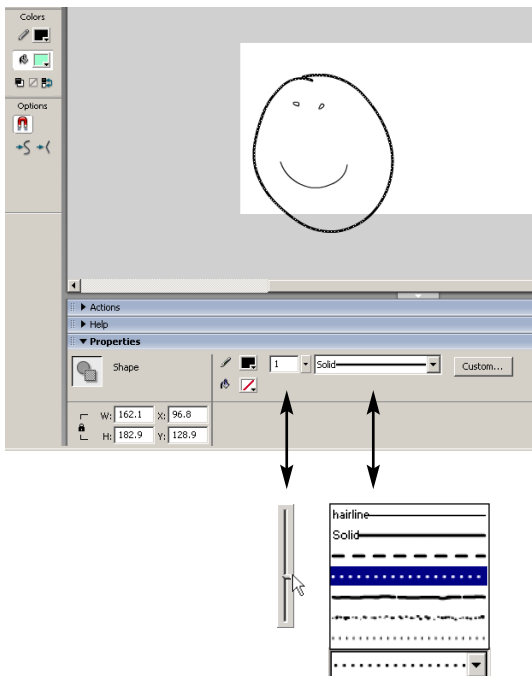 Colors
Options
Actions
Help
Properties
Shape
1
Solid
Custom...
W: 162.1 X: 96.8
H: 182.9 Y: 128.9
hairline
Solid